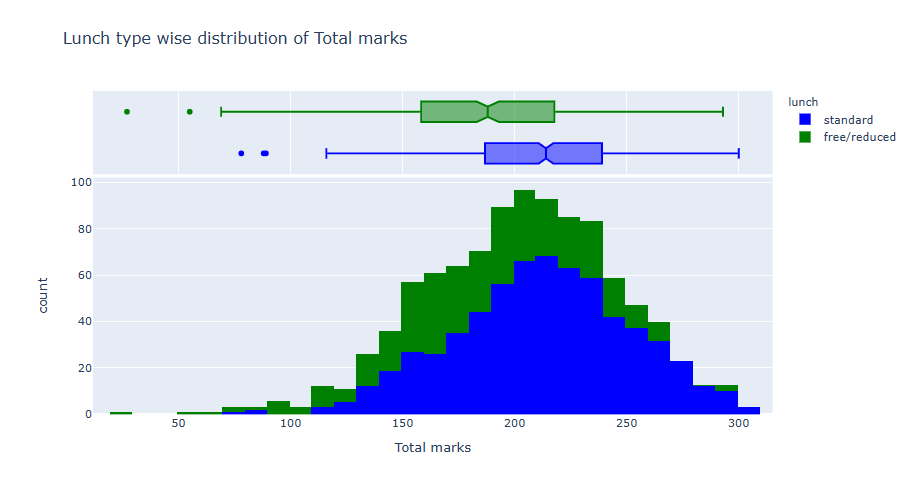 Lunch type wise distribution of Total marks
lunch
standard
free/reduced
100
80
60
40
20
0
count
50
100
150
200
250
300
Total marks